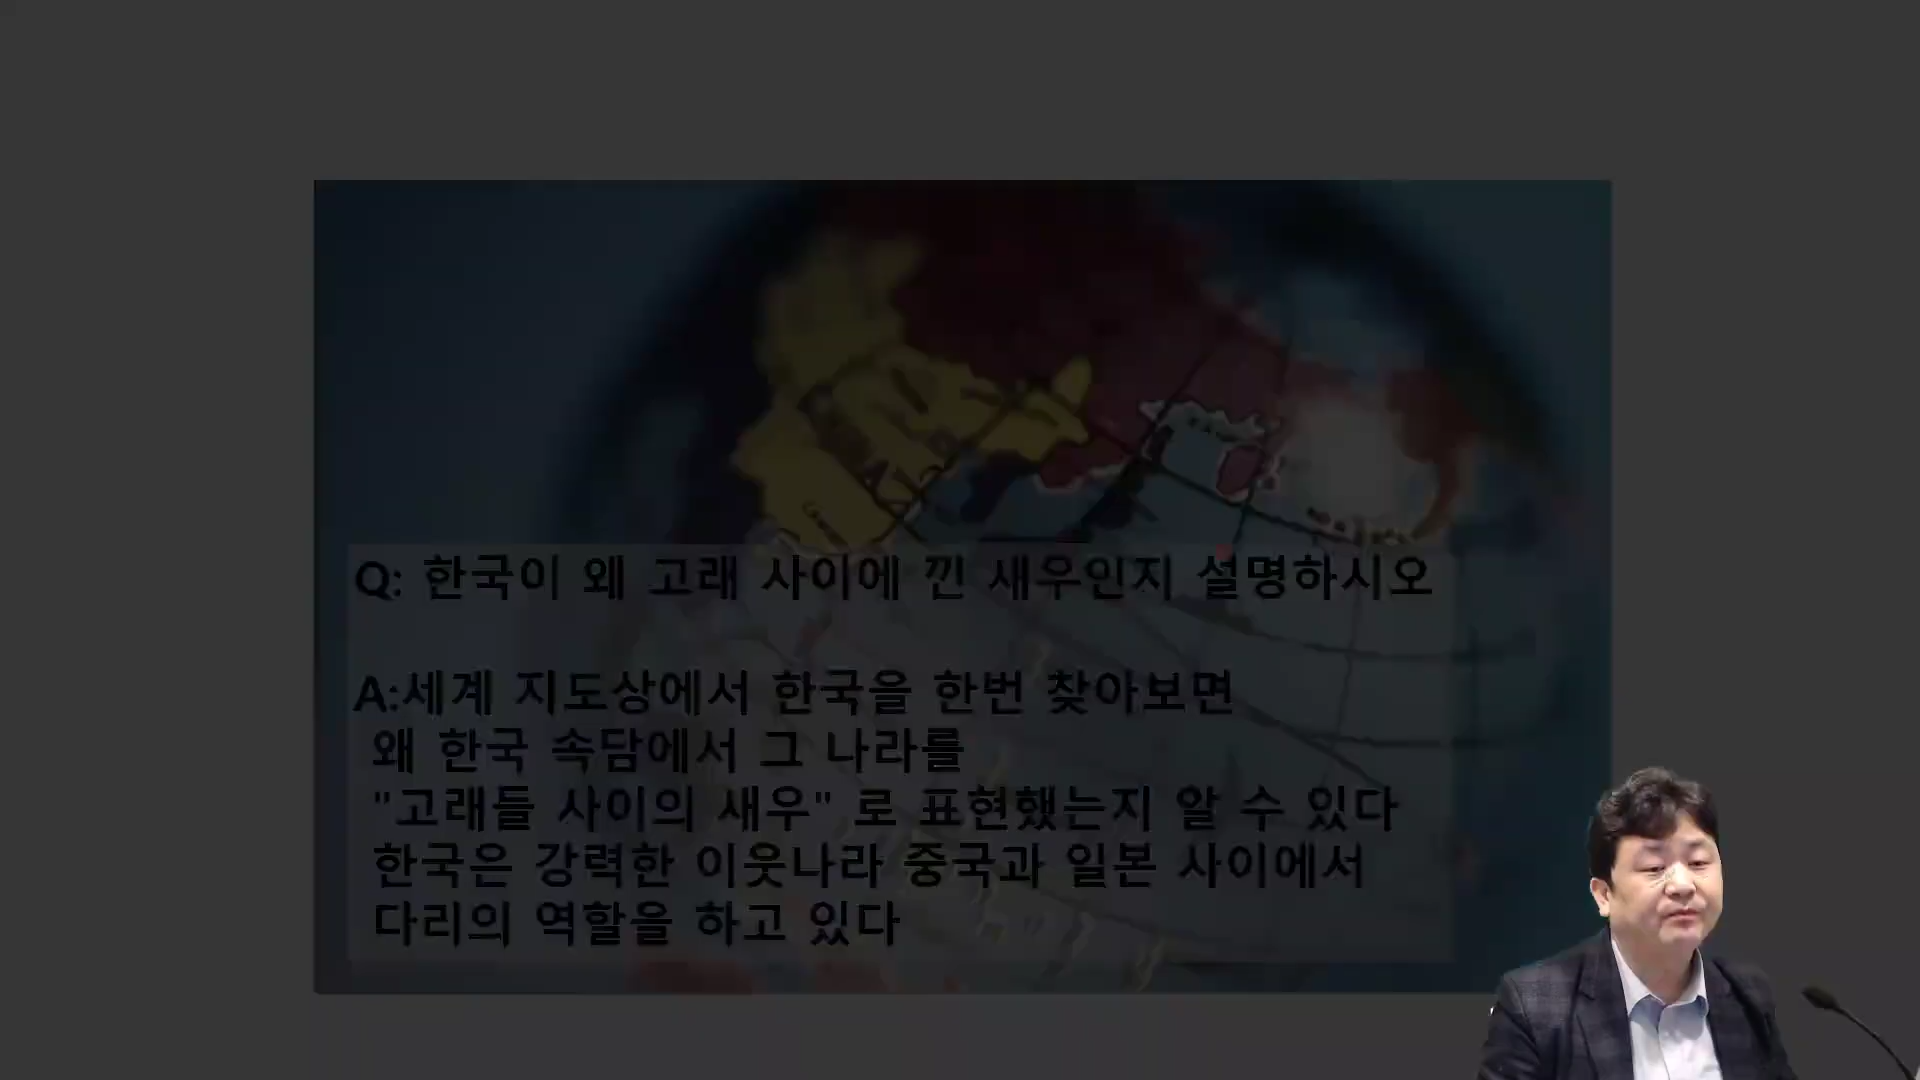 Q: 한국이 왜 고래 사이에 낀 새우인지 설명하시오
A:세계 지도상에서 한국을 한번 찾아보면
왜 한국 속담에서 그 나라를
"고래들 사이의 새우" 로 표현했는지 알 수 있다
한국은 강력한 이웃나라 중국과 일본 사이에서
다리의 역할을 하고 있다